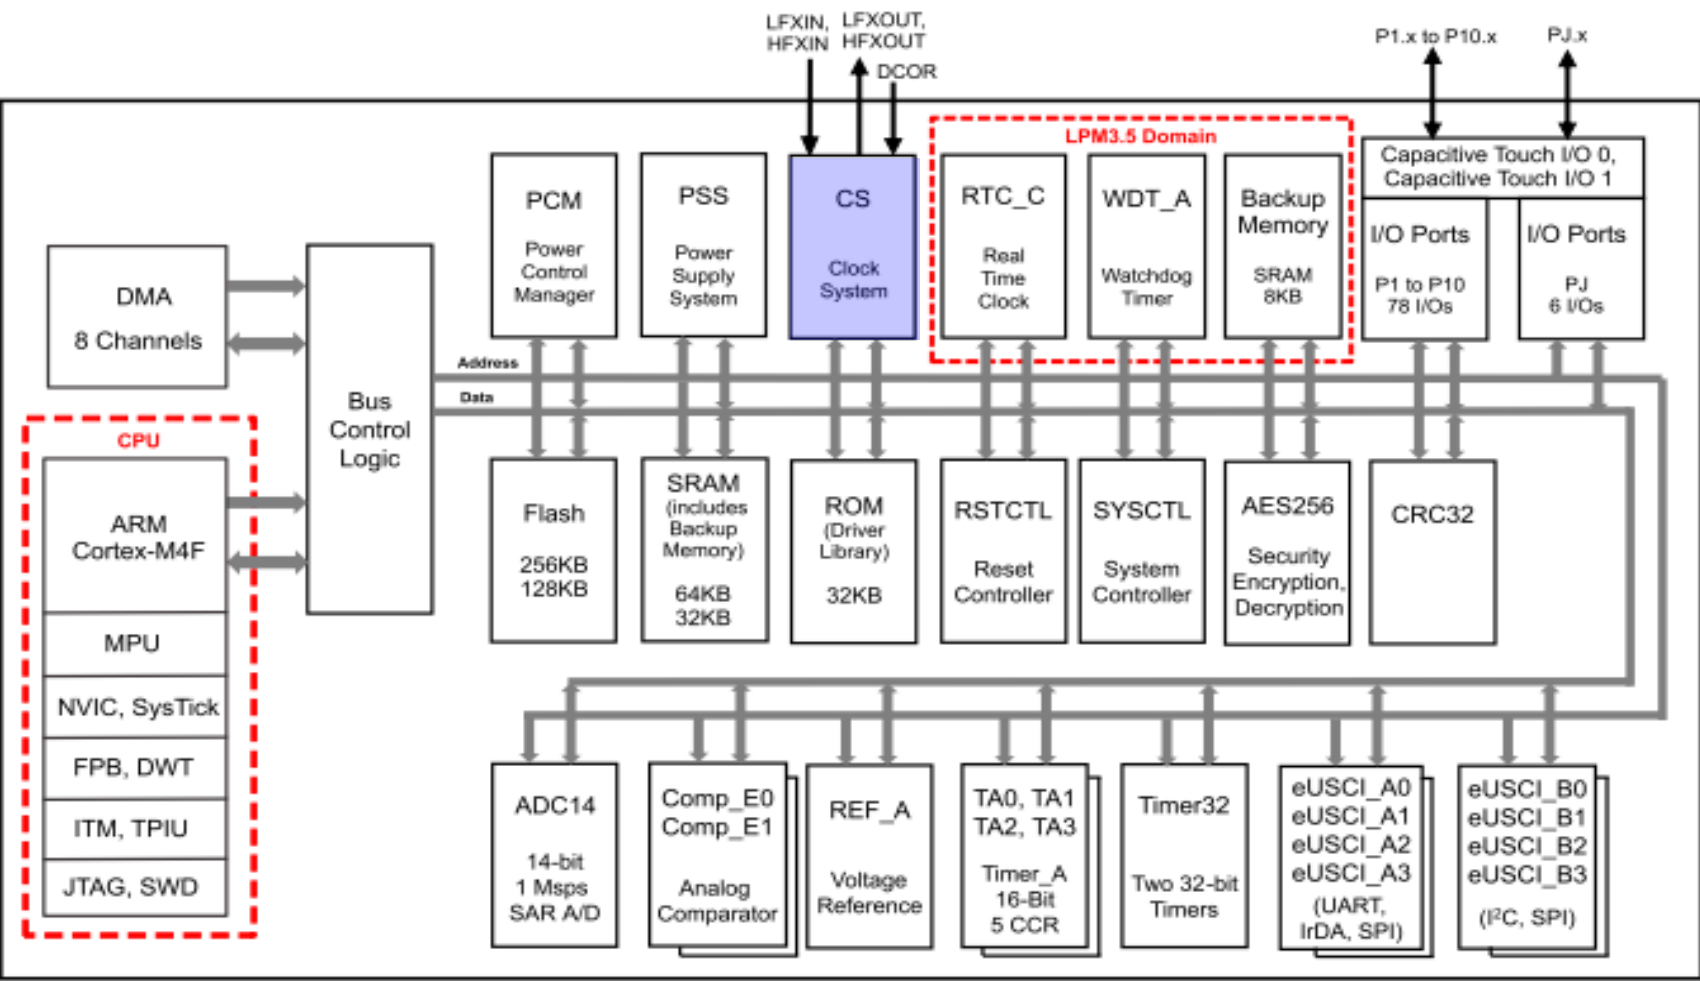 LFXIN,
HFXIN
LFXOUT,
HFXOUT
DCOR
P1.x to P10.x
PJ.x
LPM3.5 Domain
PCM
Power
Control
Manager
PSS
Power
Supply
System
CS
Clock
System
RTC_C
Real
Time
Clock
WDT_A
Watchdog
Timer
Backup
Memory
SRAM
8KB
Capacitive Touch I/O 0,
Capacitive Touch I/O 1
I/O Ports
P1 to P10
78 I/Os
I/O Ports
PJ
6 I/Os
DMA
8 Channels
Bus
Control
Logic
Address
Data
CPU
ARM
Cortex-M4F
MPU
NVIC, SysTick
FPB, DWT
ITM, TPIU
JTAG, SWD
Flash
256KB
128KB
SRAM
(includes
Backup
Memory)
64KB
32KB
ROM
(Driver
Library)
32KB
RSTCTL
Reset
Controller
SYSCTL
System
Controller
AES256
Security
Encryption,
Decryption
CRC32
ADC14
14-bit
1 Msps
SAR A/D
Comp_E0
Comp_E1
Analog
Comparator
REF_A
Voltage
Reference
TA0, TA1
TA2, TA3
Timer_A
16-Bit
5 CCR
Timer32
Two 32-bit
Timers
eUSCI_A0
eUSCI_A1
eUSCI_A2
eUSCI_A3
(UART,
IrDA, SPI)
eUSCI_B0
eUSCI_B1
eUSCI_B2
eUSCI_B3
(I²C, SPI)